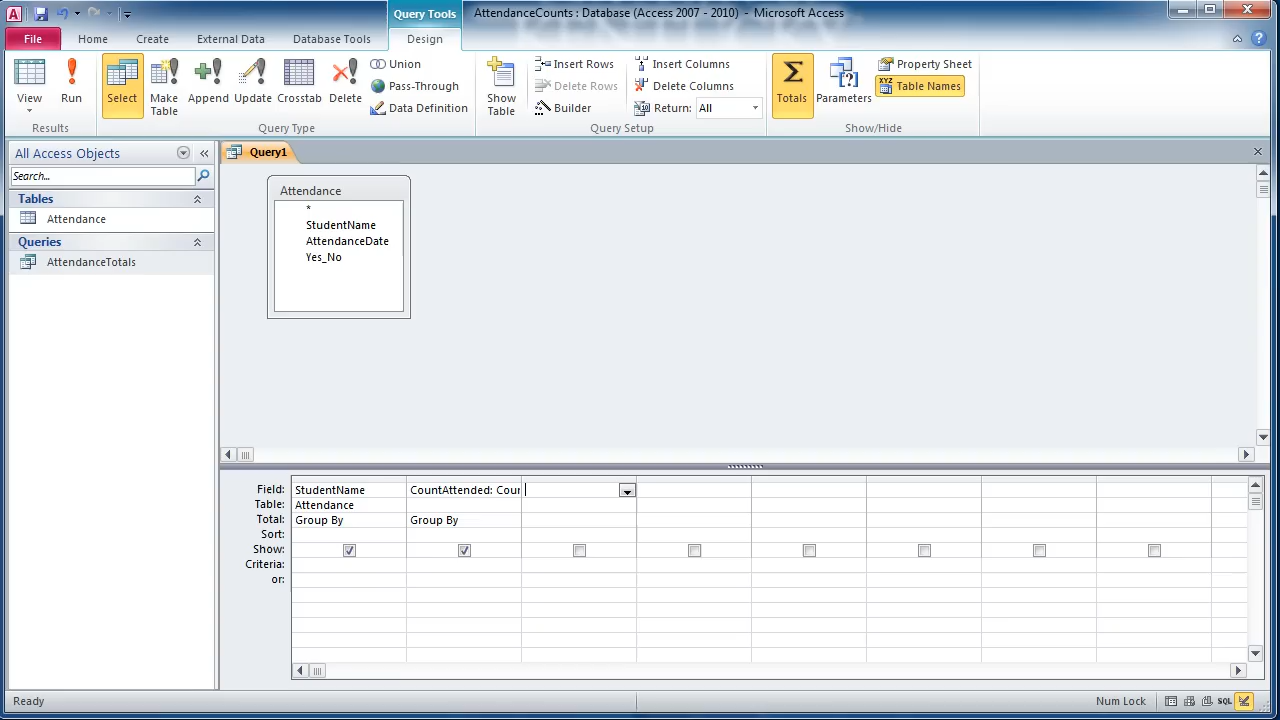 Query Tools
AttendanceCounts : Database (Access 2007 - 2010) - Microsoft Access
File Home Create External Data Database Tools Design
View Run
Results
Select Make Table Append Update Crosstab Delete
Union
Pass-Through
Data Definition
Query Type
Show Table
Insert Rows
Delete Rows
Builder
Insert Columns
Delete Columns
Return: All
Query Setup
Totals
Parameters
Property Sheet
XYZ Table Names
Show/Hide
All Access Objects
Search...
Tables
Attendance
Queries
AttendanceTotals
Query1
Attendance
*
StudentName
AttendanceDate
Yes_No
Field: StudentName CountAttended: Cour
Table: Attendance
Total: Group By Group By
Sort:
Show:
Criteria:
or:
Ready
Num Lock
SQL